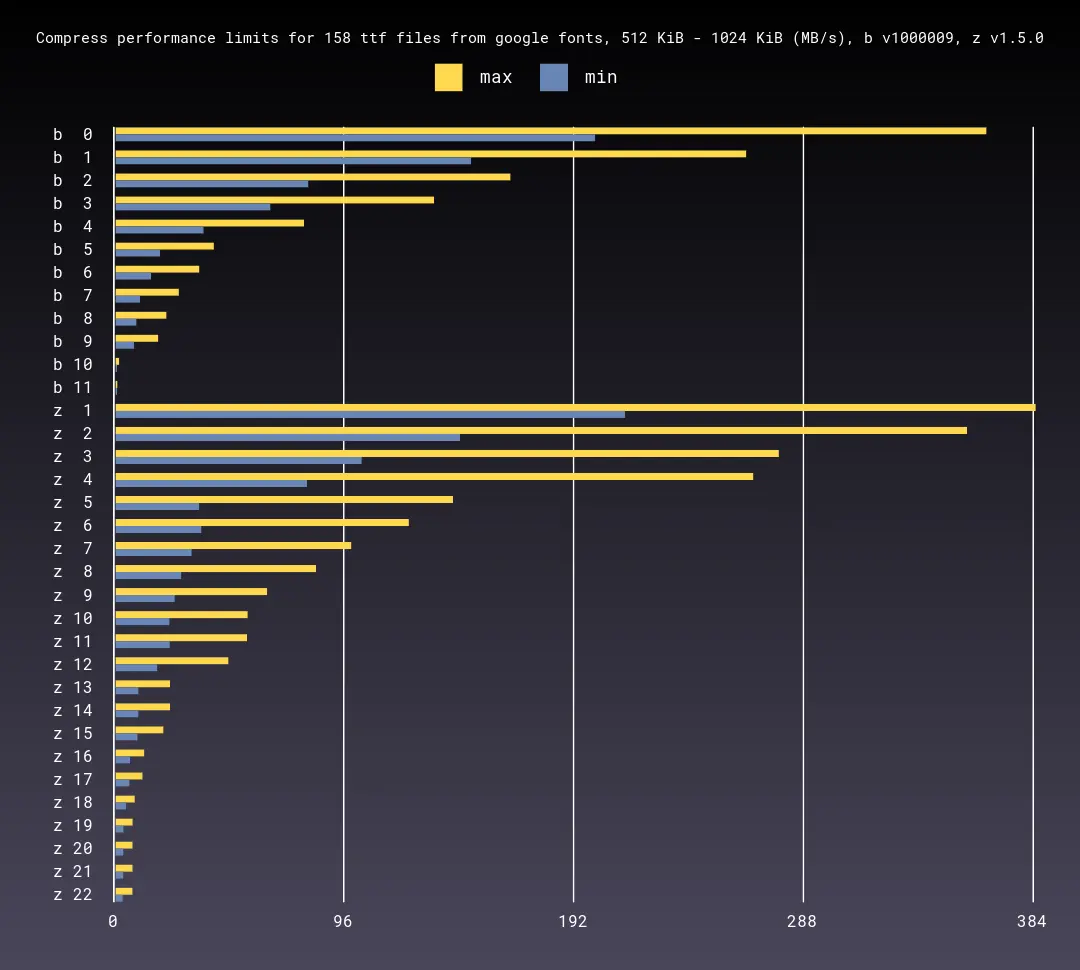 Compress performance limits for 158 ttf files from google fonts, 512 KiB - 1024 KiB (MB/s), b v1000009, z v1.5.0
max min
b 0
b 1
b 2
b 3
b 4
b 5
b 6
b 7
b 8
b 9
b 10
b 11
z 1
z 2
z 3
z 4
z 5
z 6
z 7
z 8
z 9
z 10
z 11
z 12
z 13
z 14
z 15
z 16
z 17
z 18
z 19
z 20
z 21
z 22
0 96 192 288 384